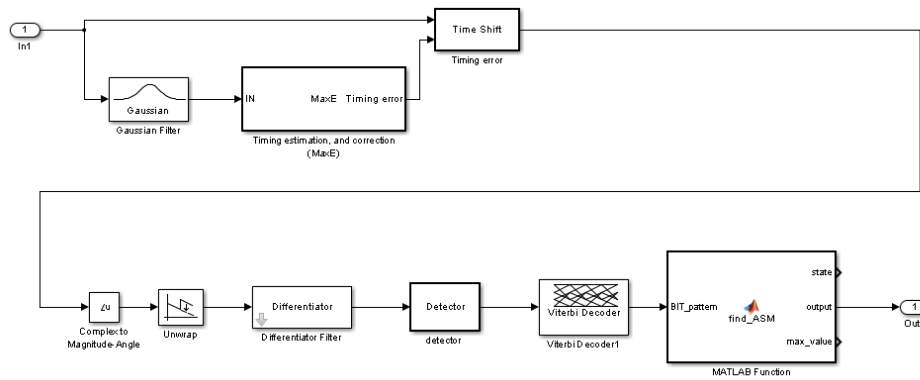 1
In1
Gaussian
Gaussian Filter
IN
MaxE
Timing error
Timing estimation, and correction
(MaxE)
Time Shift
Timing error
∠u
Complex to
Magnitude-Angle
Unwrap
Differentiator
Differentiator Filter
Detector
detector
Viterbi Decoder
Viterbi Decoder1
BIT_pattern
find_ASM
state
output
max_value
MATLAB Function
1
Out